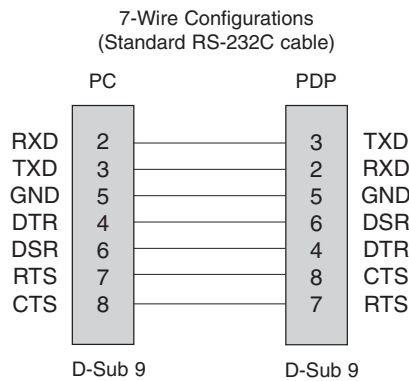 7-Wire Configurations
(Standard RS-232C cable)
PC PDP
RXD 2 3 TXD
TXD 3 2 RXD
GND 5 5 GND
DTR 4 6 DSR
DSR 6 4 DTR
RTS 7 8 CTS
CTS 8 7 RTS
D-Sub 9 D-Sub 9